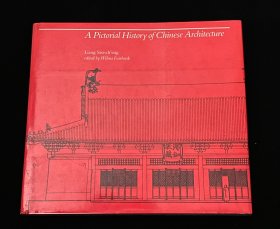 A Pictorial History of Chinese Architecture
Liang Ssu-ch'eng
edited by Wilma Fairbank